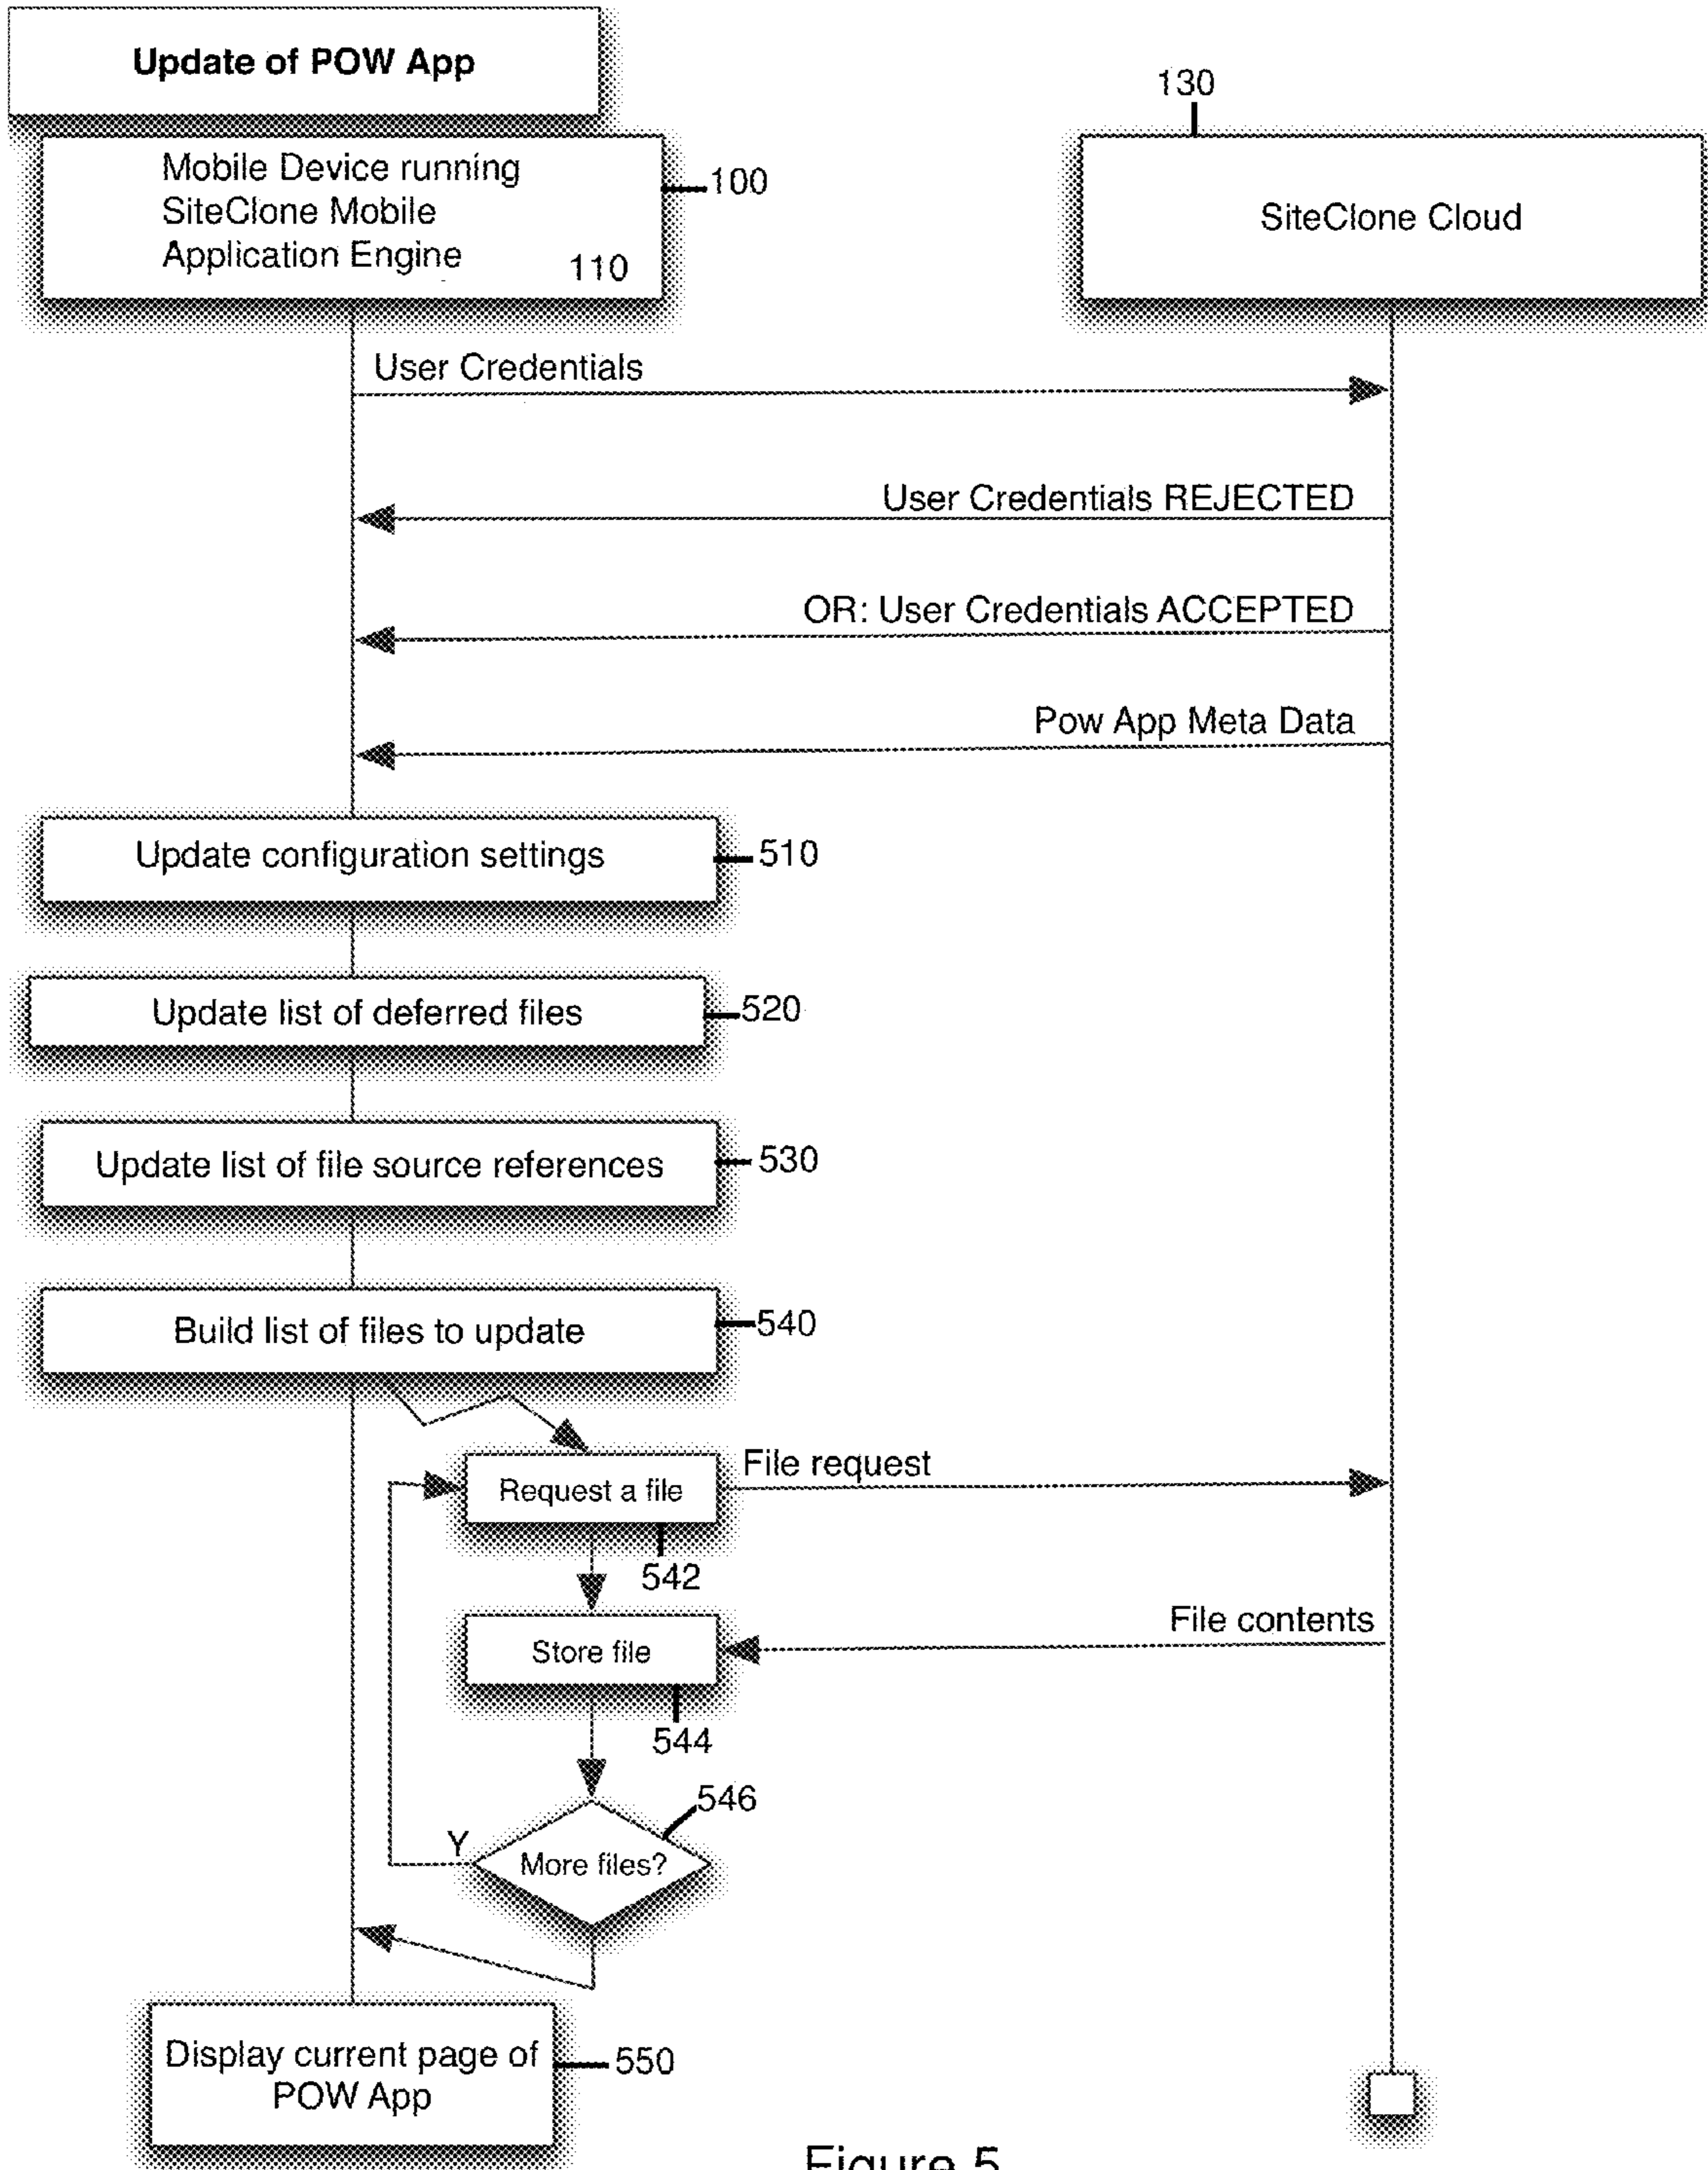 Update of POW App
130
Mobile Device running
SiteClone Mobile
Application Engine
110
100
SiteClone Cloud
User Credentials
User Credentials REJECTED
OR: User Credentials ACCEPTED
Pow App Meta Data
Update configuration settings
510
Update list of deferred files
520
Update list of file source references
530
Build list of files to update
540
Request a file
File request
542
Store file
File contents
544
546
Y
More files?
Display current page of
POW App
550
Figure 5